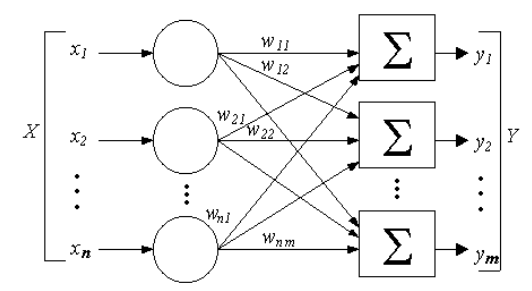 x1 w11 Σ y1
w12
X w21 Y
x2 w22 Σ y2
wn1
xn wnm Σ ym